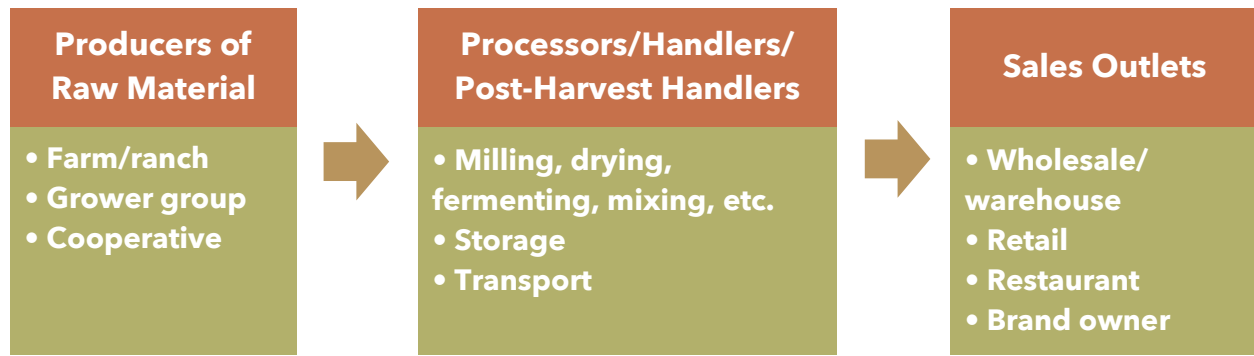 Producers of
Raw Material
• Farm/ranch
• Grower group
• Cooperative
Processors/Handlers/
Post-Harvest Handlers
• Milling, drying,
fermenting, mixing, etc.
• Storage
• Transport
Sales Outlets
• Wholesale/
warehouse
• Retail
• Restaurant
• Brand owner